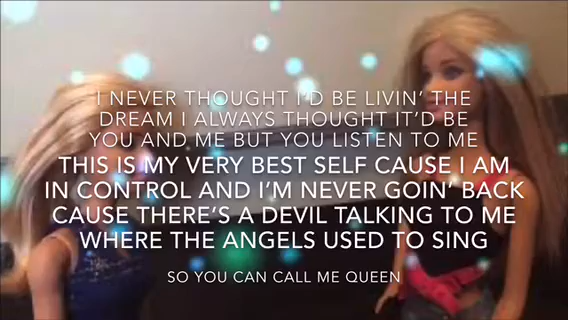 I NEVER THOUGHT I'D BE LIVIN' THE
DREAM I ALWAYS THOUGHT IT'D BE
YOU AND ME BUT YOU LISTEN TO ME
THIS IS MY VERY BEST SELF CAUSE I AM
IN CONTROL AND I'M NEVER GOIN' BACK
CAUSE THERE'S A DEVIL TALKING TO ME
WHERE THE ANGELS USED TO SING
SO YOU CAN CALL ME QUEEN